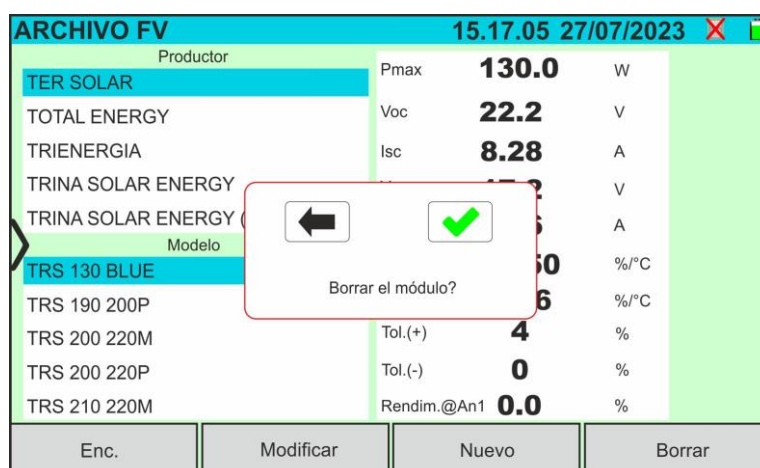 ARCHIVO FV 15.17.05 27/07/2023
Productor
TER SOLAR
TOTAL ENERGY
TRIENERGIA
TRINA SOLAR ENERGY
TRINA SOLAR ENERGY (
Modelo
TRS 130 BLUE
TRS 190 200P
TRS 200 220M
TRS 200 220P
TRS 210 220M
Pmax 130.0 W
Voc 22.2 V
Isc 8.28 A
V
A
%/°C
%/°C
Tol.(+) 4 %
Tol.(-) 0 %
Rendim.@An1 0.0 %
Borrar el módulo?
Enc. Modificar Nuevo Borrar